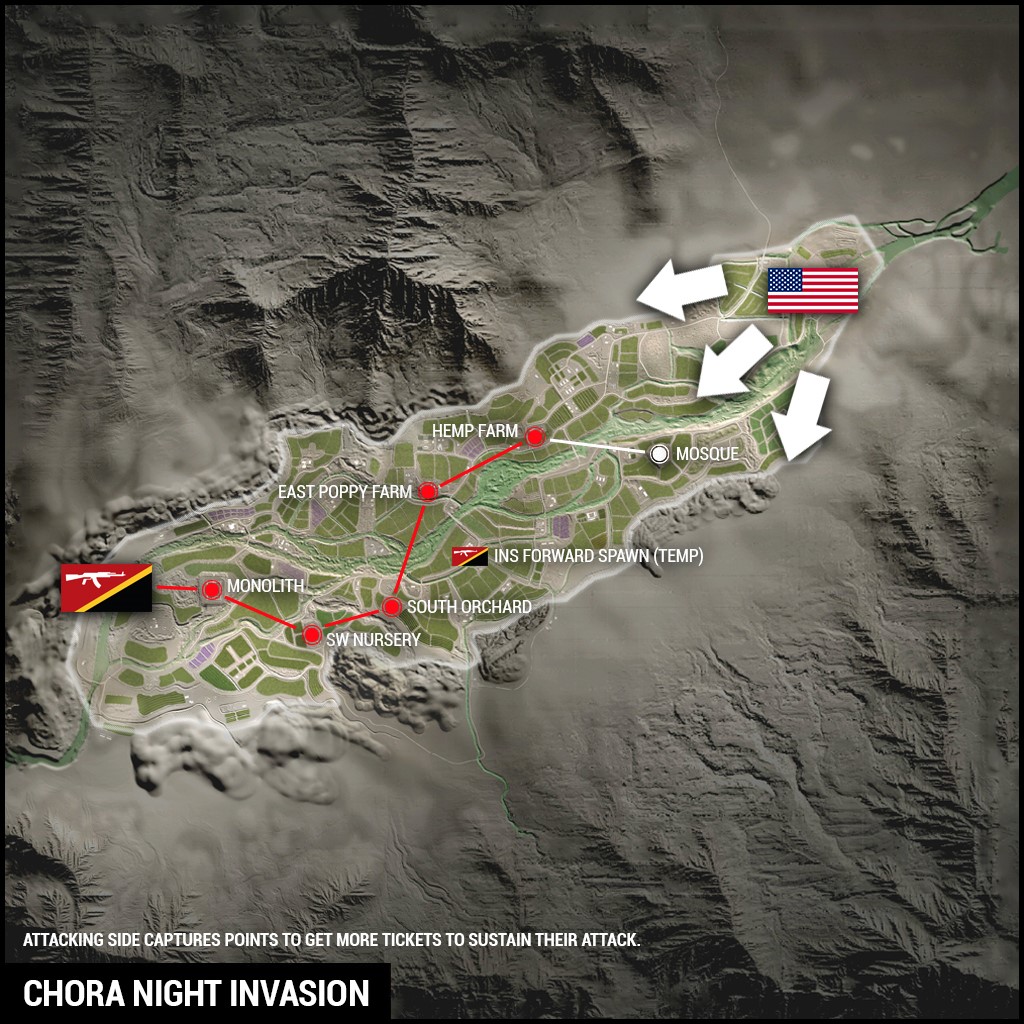 HEMP FARM
MOSQUE
EAST POPPY FARM
INS FORWARD SPAWN (TEMP)
MONOLITH
SOUTH ORCHARD
SW NURSERY
ATTACKING SIDE CAPTURES POINTS TO GET MORE TICKETS TO SUSTAIN THEIR ATTACK.
CHORA NIGHT INVASION